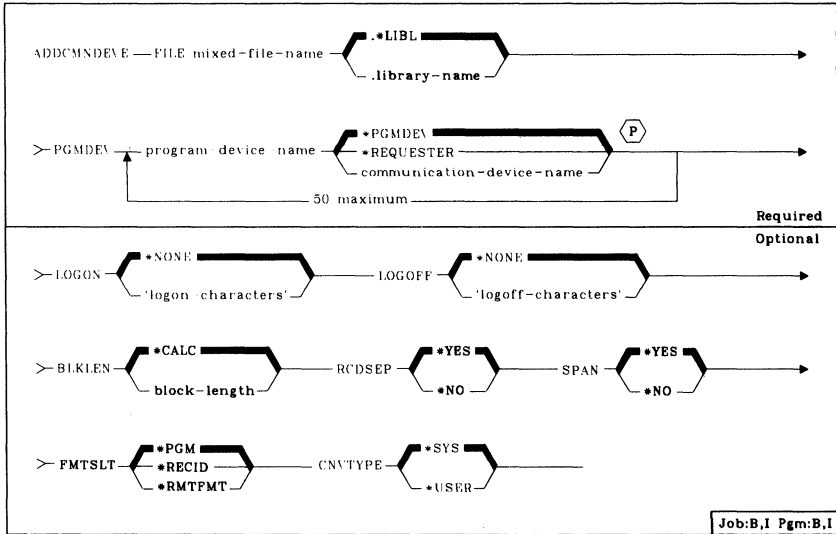 .*LIBL
ADDCMNDEVE FILE mixed-file-name
.library-name
*PGMDEV P
PGMDEV program-device-name *REQUESTER
communication-device-name
50 maximum
Required
Optional
*NONE *NONE
LOGON LOGOFF
'logon-characters' 'logoff-characters'
*CALC *YES *YES
BLKLEN RCDSEP SPAN
block-length *NO *NO
*PGM *SYS
FMTSLT *RECID CNVTYPE
*RMTFMT *USER
Job:B,I Pgm:B,I